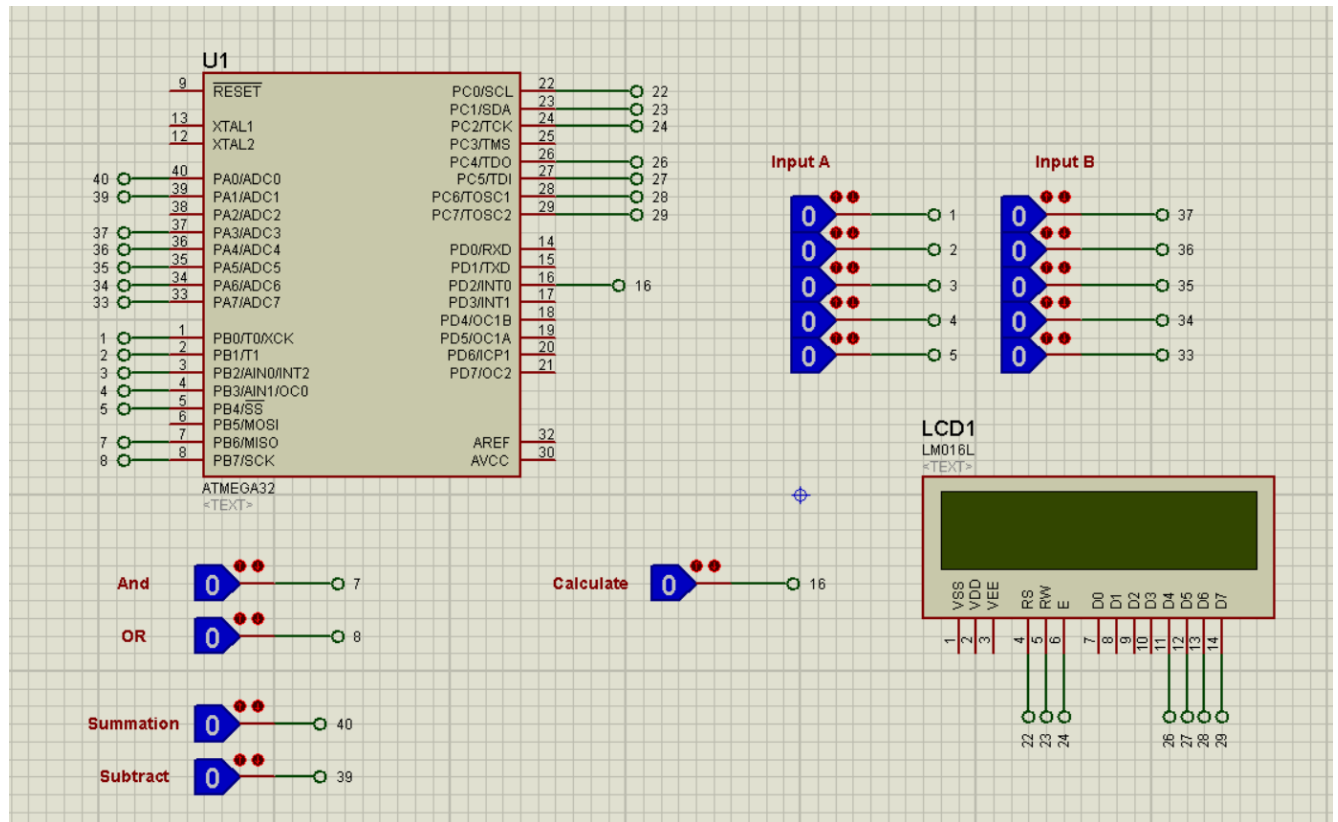 U1
9 RESET
13 XTAL1
12 XTAL2
40 40 PA0/ADC0
39 39 PA1/ADC1
38 PA2/ADC2
37 37 PA3/ADC3
36 36 PA4/ADC4
35 35 PA5/ADC5
34 34 PA6/ADC6
33 33 PA7/ADC7
1 1 PB0/T0/XCK
2 2 PB1/T1
3 3 PB2/AIN0/INT2
4 4 PB3/AIN1/OC0
5 5 PB4/SS
6 PB5/MOSI
7 7 PB6/MISO
8 8 PB7/SCK
PC0/SCL 22 22
PC1/SDA 23 23
PC2/TCK 24 24
PC3/TMS 25
PC4/TDO 26 26
PC5/TDI 27 27
PC6/TOSC1 28 28
PC7/TOSC2 29 29
PD0/RXD 14
PD1/TXD 15
PD2/INT0 16 16
PD3/INT1 17
PD4/OC1B 18
PD5/OC1A 19
PD6/ICP1 20
PD7/OC2 21
AREF 32
AVCC 30
ATMEGA32
<TEXT>
Input A
0 1
0 2
0 3
0 4
0 5
Input B
0 37
0 36
0 35
0 34
0 33
LCD1
LM016L
<TEXT>
VSS VDD VEE RS RW E D0 D1 D2 D3 D4 D5 D6 D7
1 2 3 4 5 6 7 8 9 10 11 12 13 14
22 23 24 26 27 28 29
And 0 7
OR 0 8
Calculate 0 16
Summation 0 40
Subtract 0 39